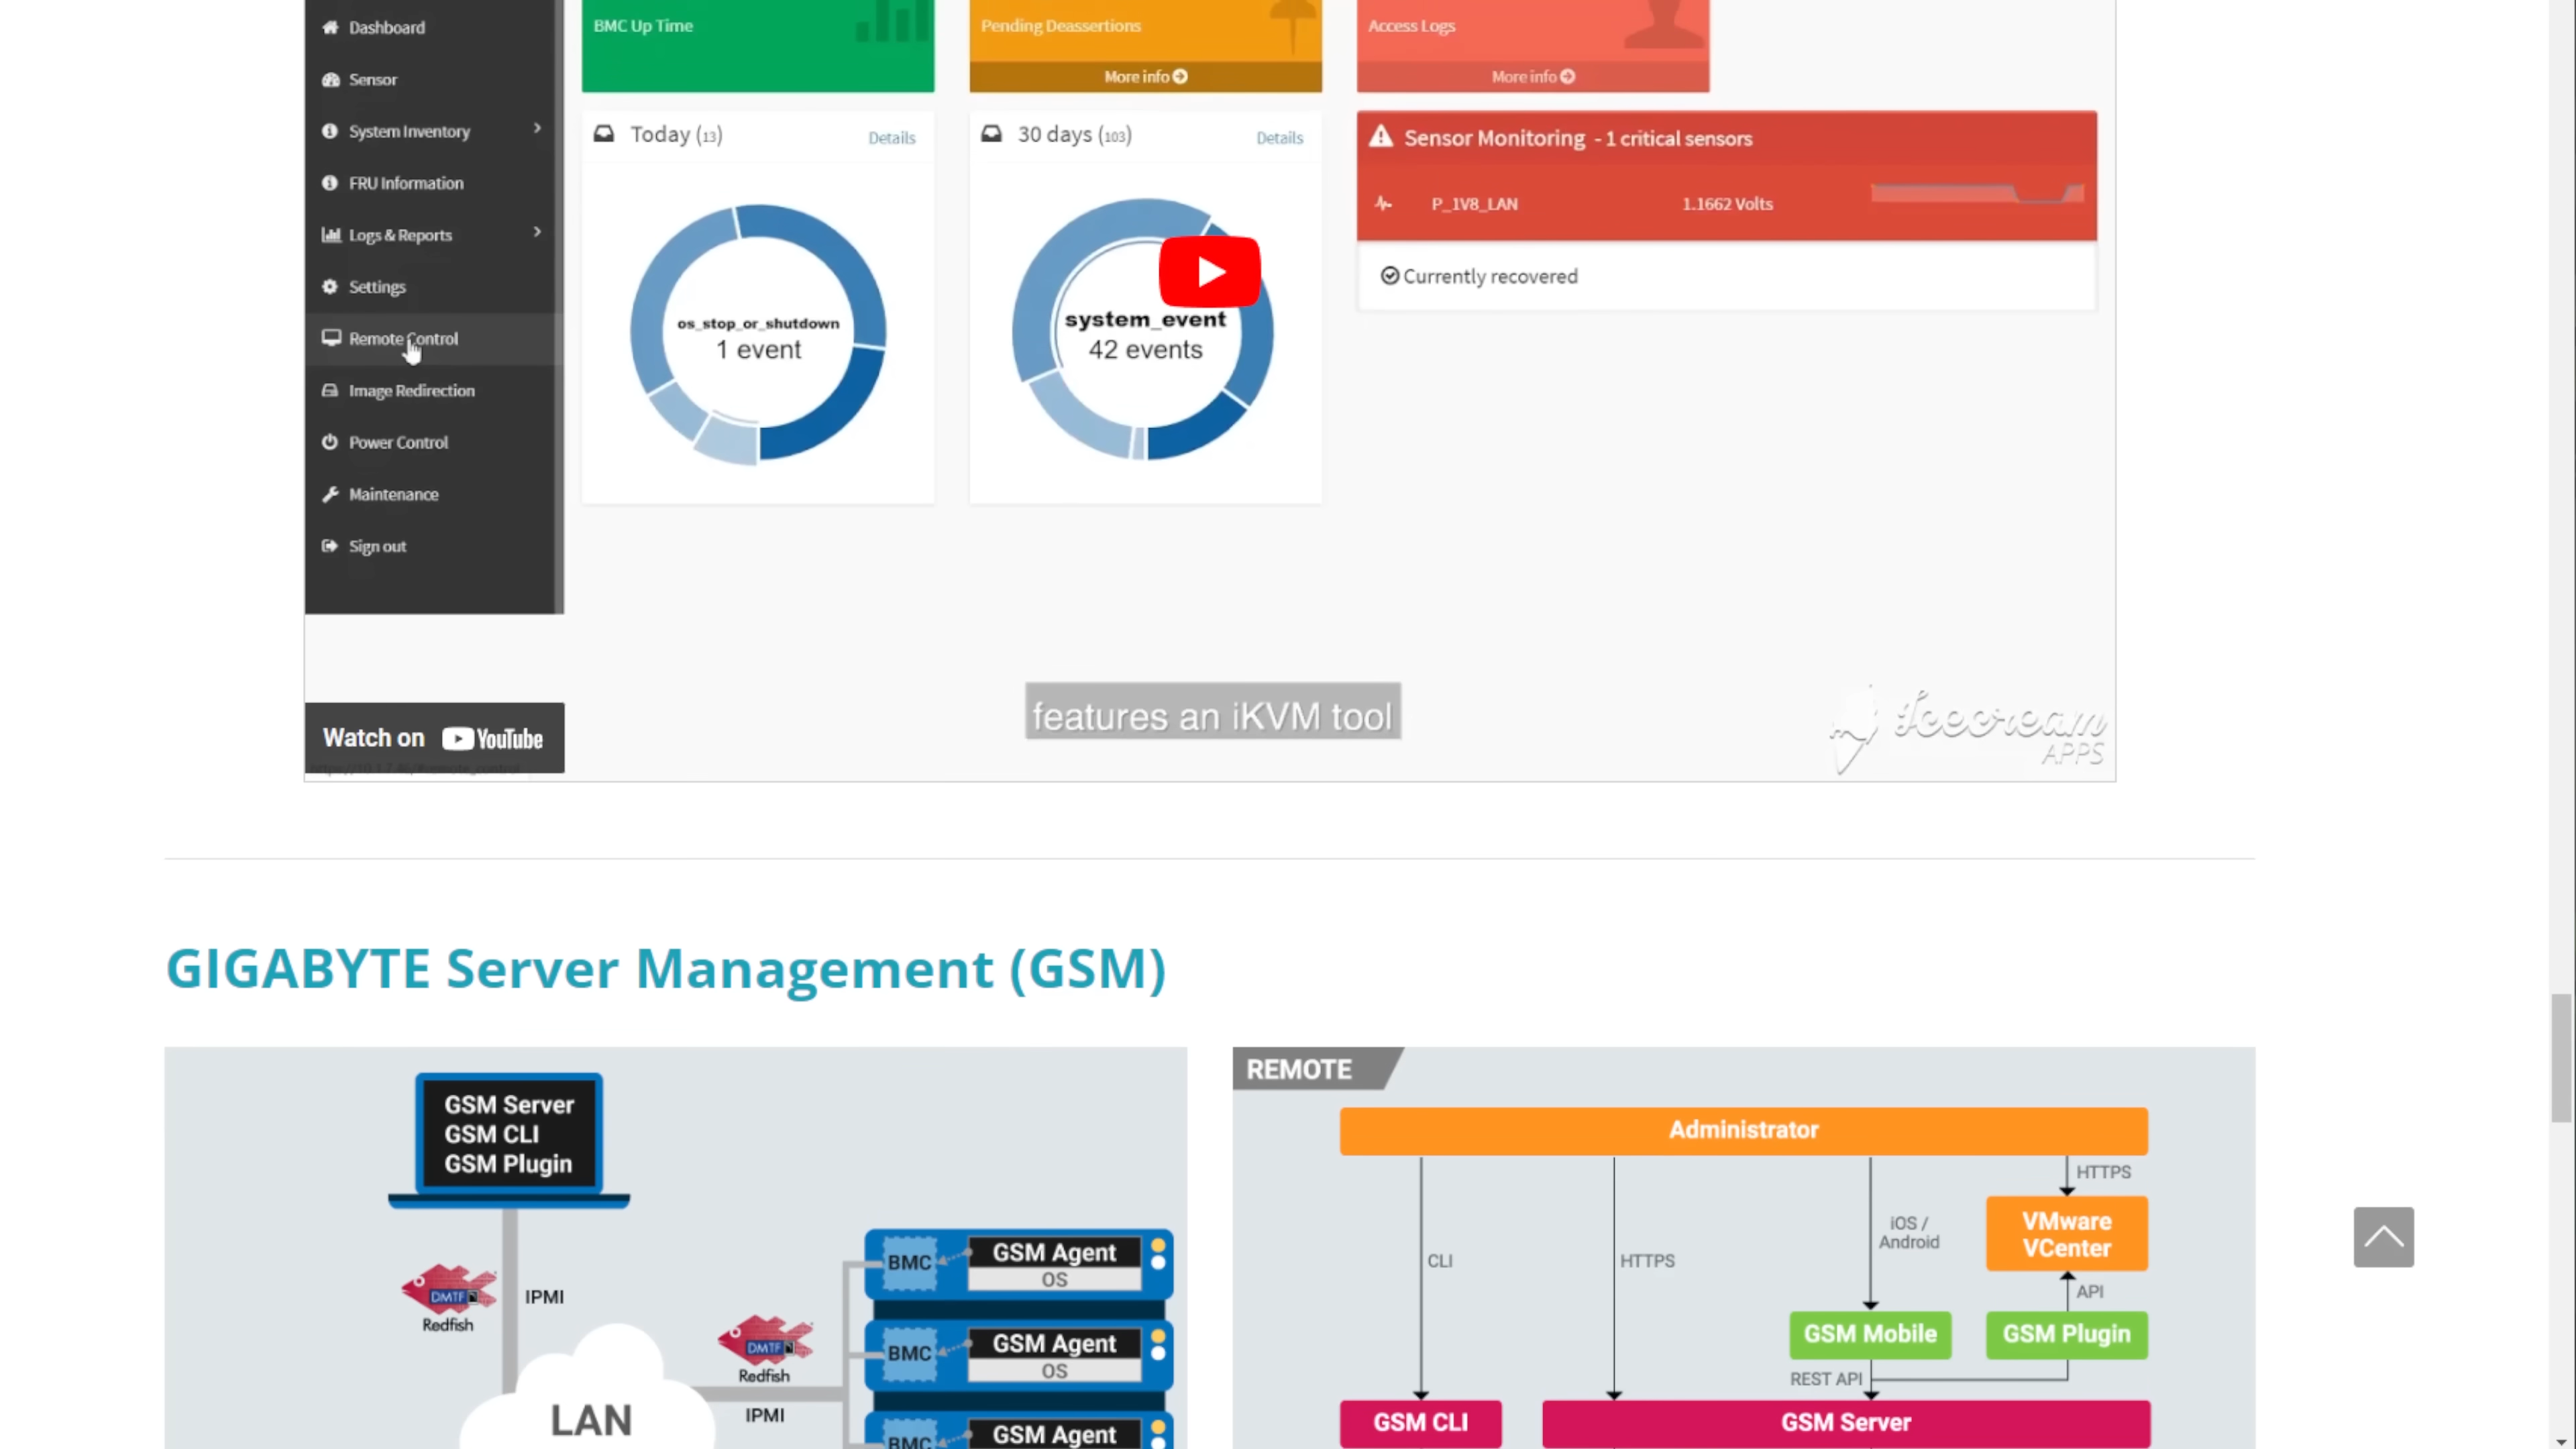 Dashboard
Sensor
System Inventory
FRU Information
Logs & Reports
Settings
Remote Control
Image Redirection
Power Control
Maintenance
Sign out
BMC Up Time
Pending Deassertions
More info
Access Logs
More info
Today (13)
Details
os_stop_or_shutdown
1 event
30 days (103)
Details
system_event
42 events
Sensor Monitoring - 1 critical sensors
P_1V8_LAN 1.1662 Volts
Currently recovered
features an iKVM tool
Watch on YouTube
Icecream
APPS
GIGABYTE Server Management (GSM)
GSM Server
GSM CLI
GSM Plugin
DMTF
Redfish
IPMI
LAN
DMTF
Redfish
IPMI
BMC
GSM Agent
OS
BMC
GSM Agent
OS
BMC
GSM Agent
REMOTE
Administrator
CLI
HTTPS
iOS /
Android
HTTPS
VMware
VCenter
API
GSM Mobile
GSM Plugin
REST API
GSM CLI
GSM Server